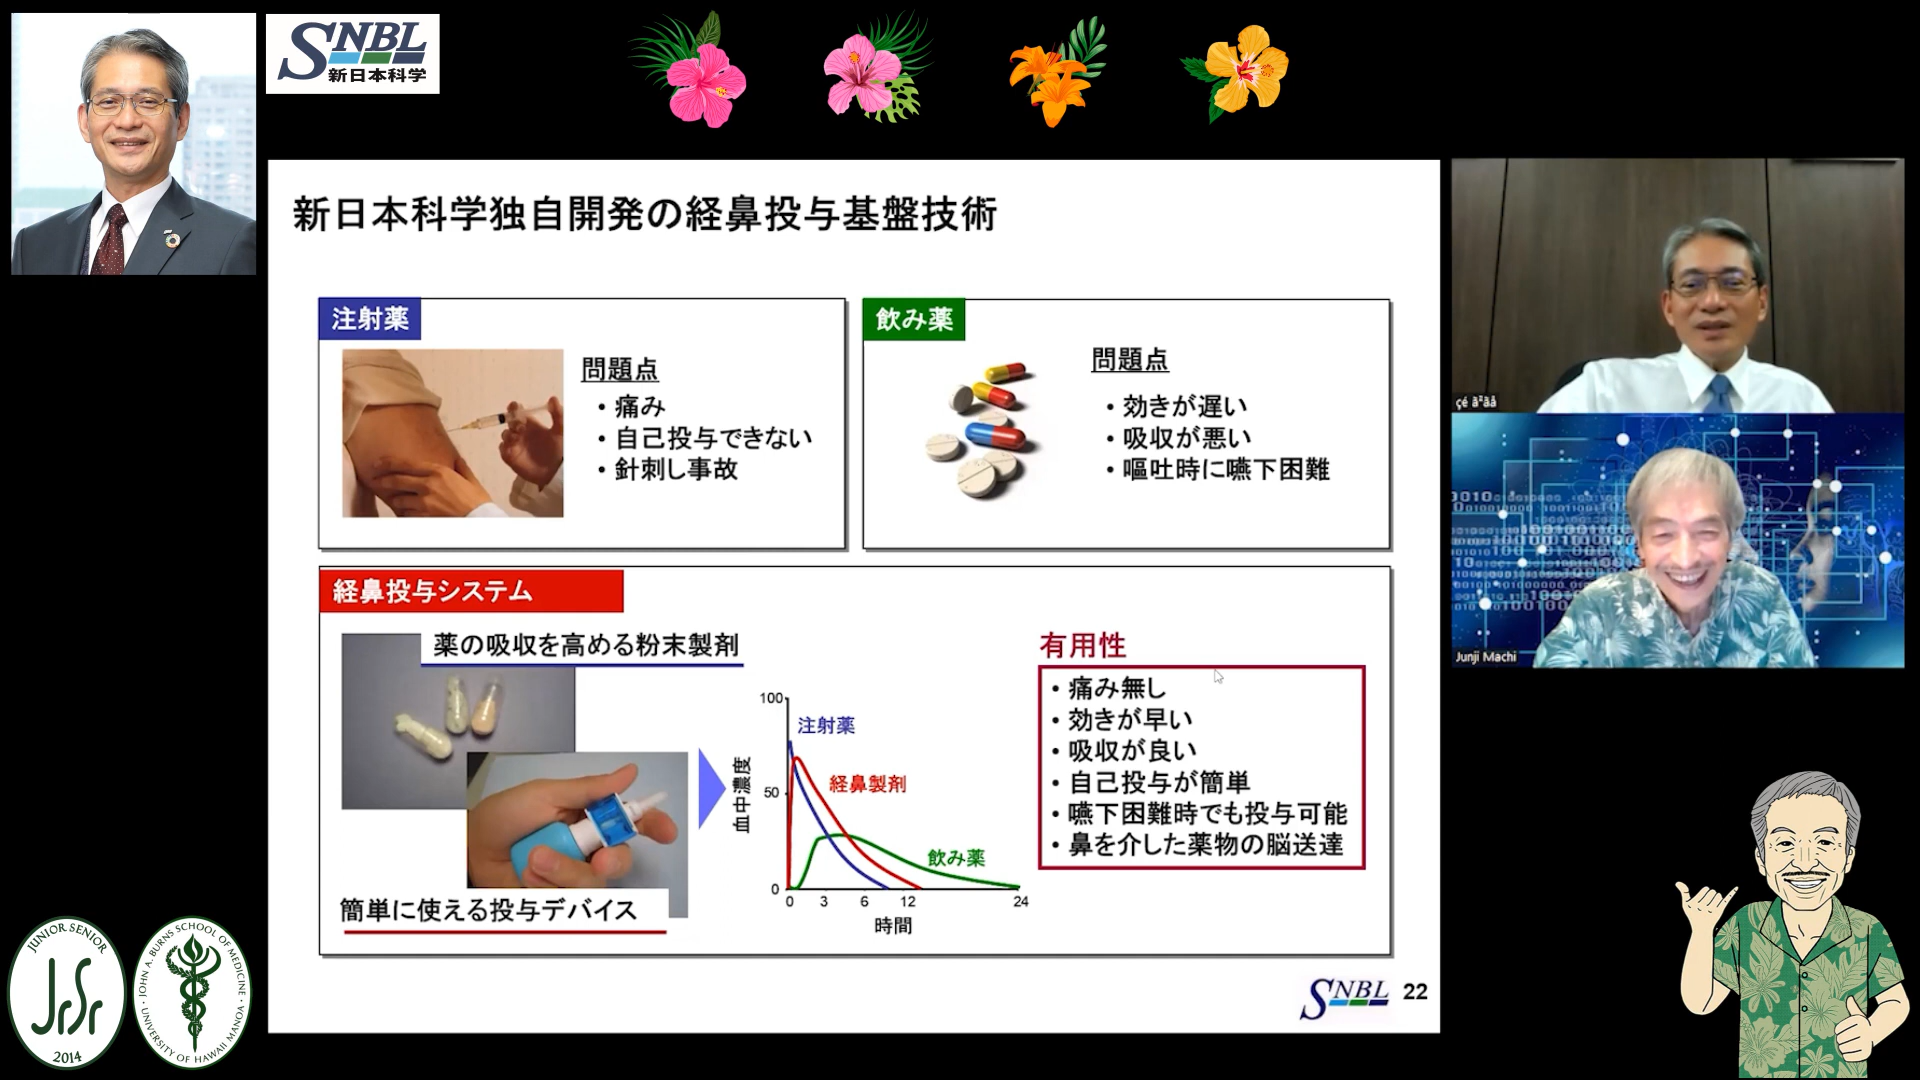 SNBL
新日本科学
新日本科学独自開発の経鼻投与基盤技術
注射薬
問題点
・痛み
・自己投与できない
・針刺し事故
飲み薬
問題点
・効きが遅い
・吸収が悪い
・嘔吐時に嚥下困難
経鼻投与システム
薬の吸収を高める粉末製剤
簡単に使える投与デバイス
血中濃度
100
50
0
注射薬
経鼻製剤
飲み薬
0 3 6 12 24
時間
有用性
・痛み無し
・効きが早い
・吸収が良い
・自己投与が簡単
・嚥下困難時でも投与可能
・鼻を介した薬物の脳送達
SNBL
22
çé ã²ãå
Junji Machi
JUNIOR SENIOR
JrSr
2014
JOHN A. BURNS SCHOOL OF MEDICINE
UNIVERSITY OF HAWAII MANOA